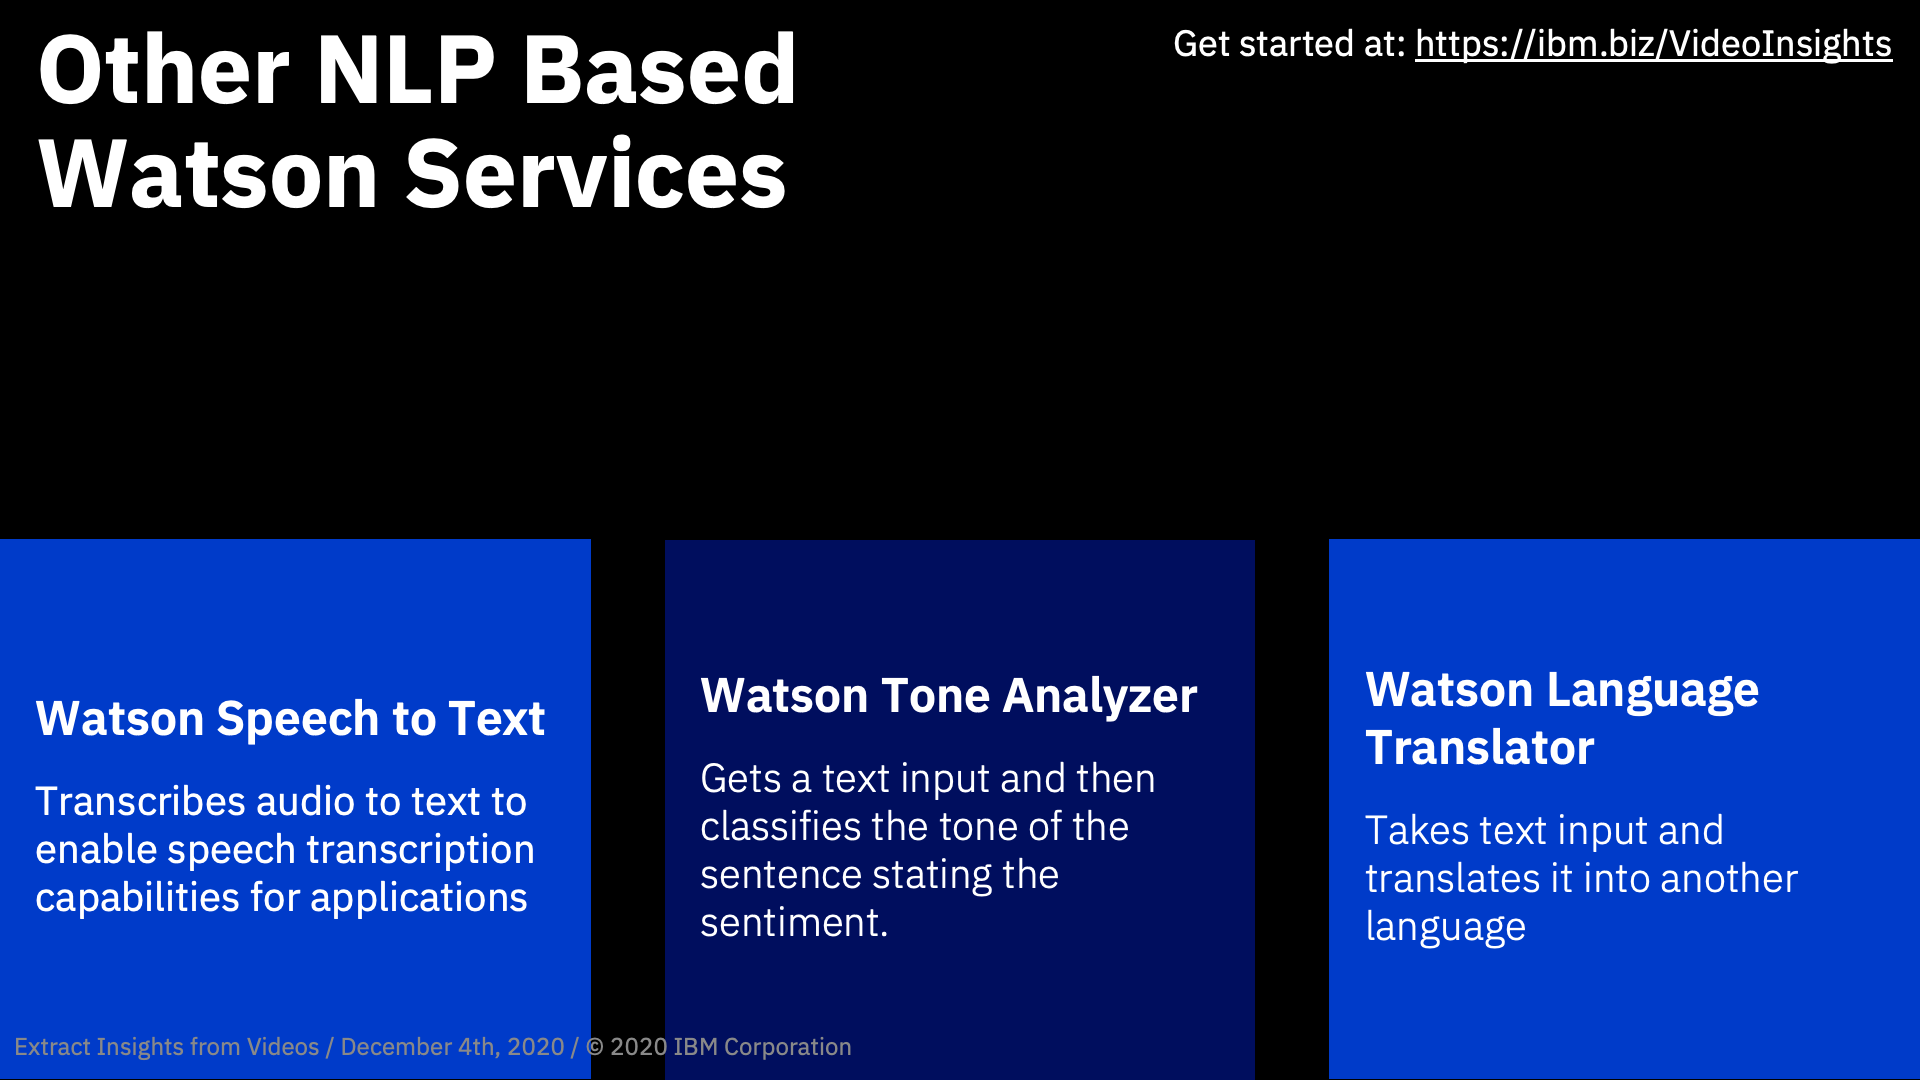 Other NLP Based
Watson Services
Get started at: https://ibm.biz/VideoInsights
Watson Speech to Text
Transcribes audio to text to
enable speech transcription
capabilities for applications
Watson Tone Analyzer
Gets a text input and then
classifies the tone of the
sentence stating the
sentiment.
Watson Language
Translator
Takes text input and
translates it into another
language
Extract Insights from Videos / December 4th, 2020 / © 2020 IBM Corporation